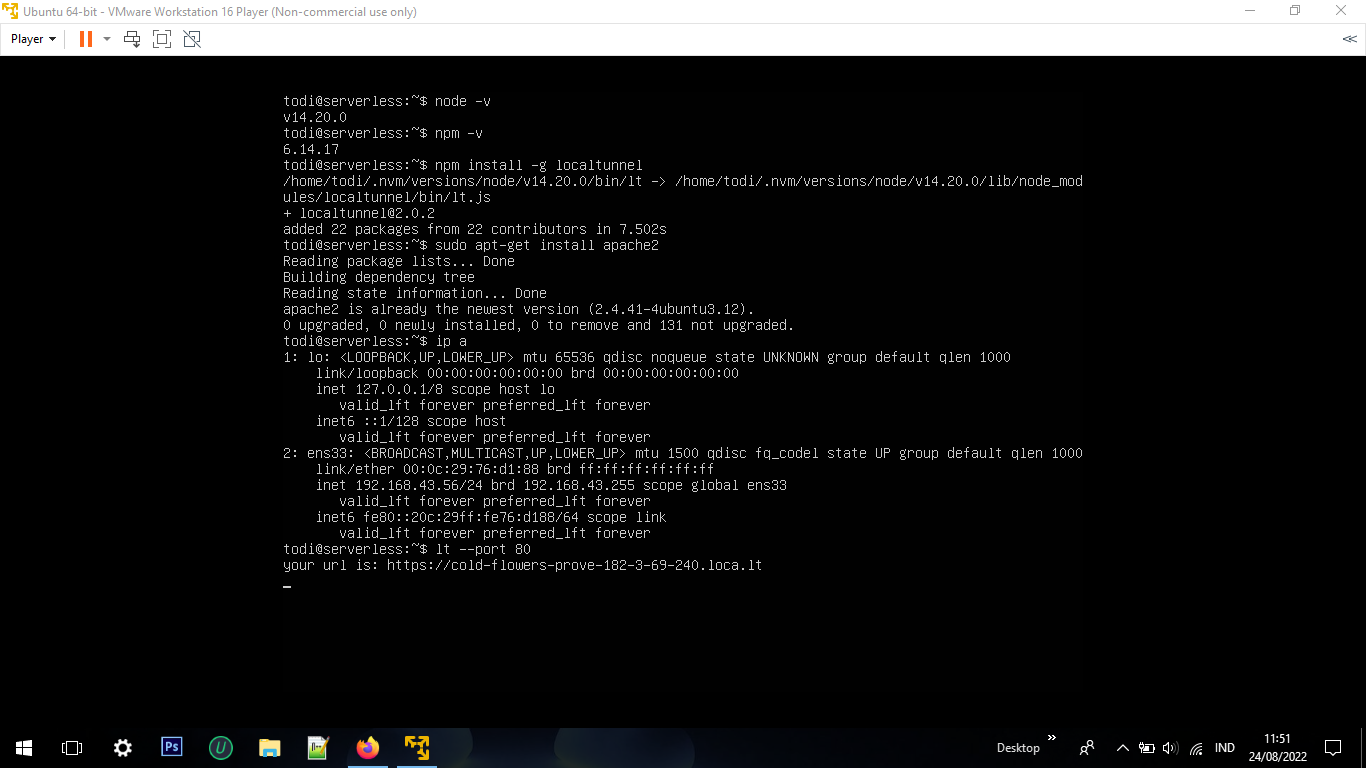 Ubuntu 64-bit - VMware Workstation 16 Player (Non-commercial use only)
Player
todi@serverless:~$ node -v
v14.20.0
todi@serverless:~$ npm -v
6.14.17
todi@serverless:~$ npm install -g localtunnel
/home/todi/.nvm/versions/node/v14.20.0/bin/lt -> /home/todi/.nvm/versions/node/v14.20.0/lib/node_mod
ules/localtunnel/bin/lt.js
+ localtunnel@2.0.2
added 22 packages from 22 contributors in 7.502s
todi@serverless:~$ sudo apt-get install apache2
Reading package lists... Done
Building dependency tree
Reading state information... Done
apache2 is already the newest version (2.4.41-4ubuntu3.12).
0 upgraded, 0 newly installed, 0 to remove and 131 not upgraded.
todi@serverless:~$ ip a
1: lo: <LOOPBACK,UP,LOWER_UP> mtu 65536 qdisc noqueue state UNKNOWN group default qlen 1000
    link/loopback 00:00:00:00:00:00 brd 00:00:00:00:00:00
    inet 127.0.0.1/8 scope host lo
       valid_lft forever preferred_lft forever
    inet6 ::1/128 scope host
       valid_lft forever preferred_lft forever
2: ens33: <BROADCAST,MULTICAST,UP,LOWER_UP> mtu 1500 qdisc fq_codel state UP group default qlen 1000
    link/ether 00:0c:29:76:d1:88 brd ff:ff:ff:ff:ff:ff
    inet 192.168.43.56/24 brd 192.168.43.255 scope global ens33
       valid_lft forever preferred_lft forever
    inet6 fe80::20c:29ff:fe76:d188/64 scope link
       valid_lft forever preferred_lft forever
todi@serverless:~$ lt --port 80
your url is: https://cold-flowers-prove-182-3-69-240.loca.lt
Ps
Desktop
IND
11:51
24/08/2022